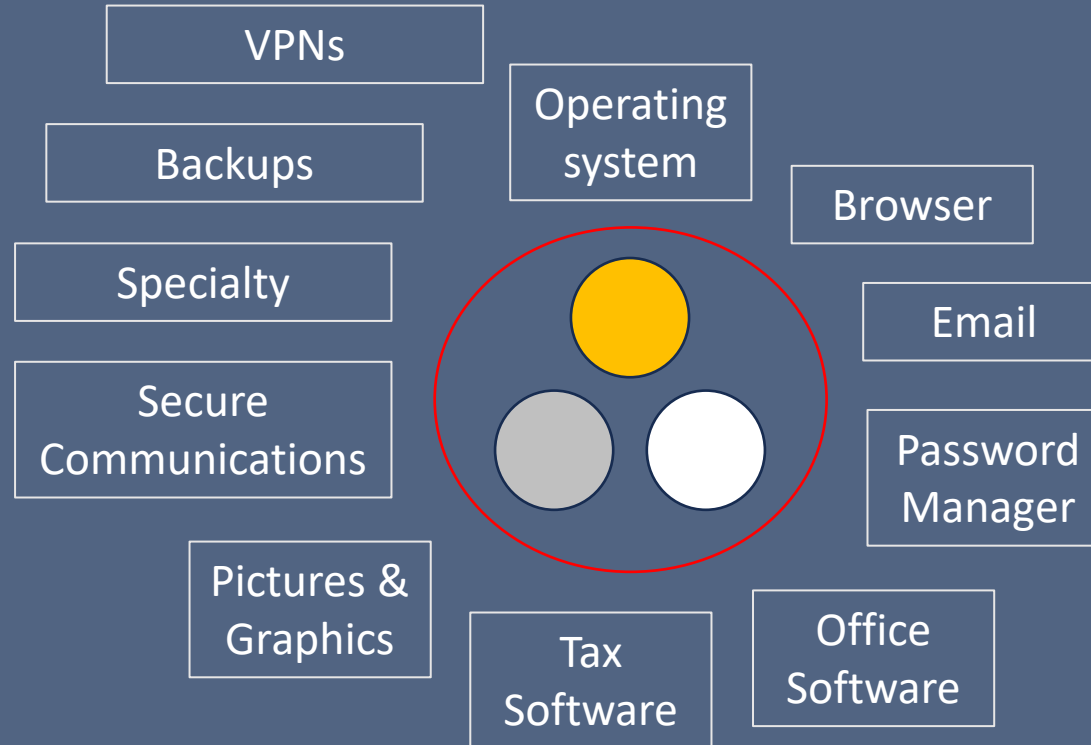 VPNs
Operating
system
Backups
Browser
Specialty
Email
Secure
Communications
Password
Manager
Pictures &
Graphics
Tax
Software
Office
Software